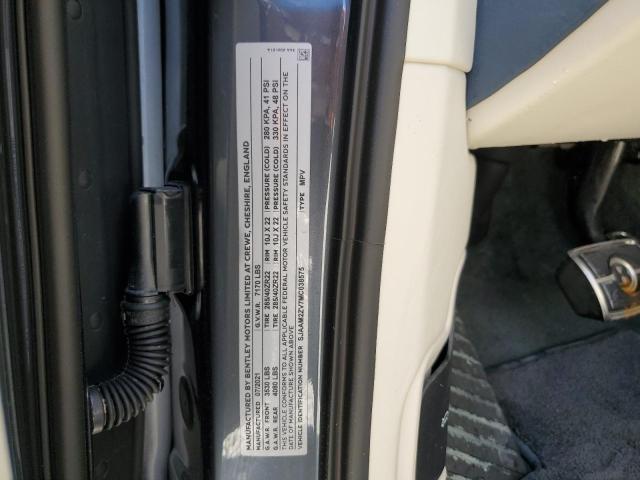 MANUFACTURED BY BENTLEY MOTORS LIMITED AT CREWE, CHESHIRE, ENGLAND
MANUFACTURED 07/2021 G.V.W.R. 7170 LBS
G.A.W.R. FRONT 3530 LBS TIRE 285/40ZR22 RIM 10J X 22 PRESSURE (COLD) 280 KPA, 41 PSI
G.A.W.R. REAR 4080 LBS TIRE 285/40ZR22 RIM 10J X 22 PRESSURE (COLD) 330 KPA, 48 PSI
THIS VEHICLE CONFORMS TO ALL APPLICABLE FEDERAL MOTOR VEHICLE SAFETY STANDARDS IN EFFECT ON THE
DATE OF MANUFACTURE SHOWN ABOVE
VEHICLE IDENTIFICATION NUMBER SJAAM2ZV7MC038575 TYPE MPV